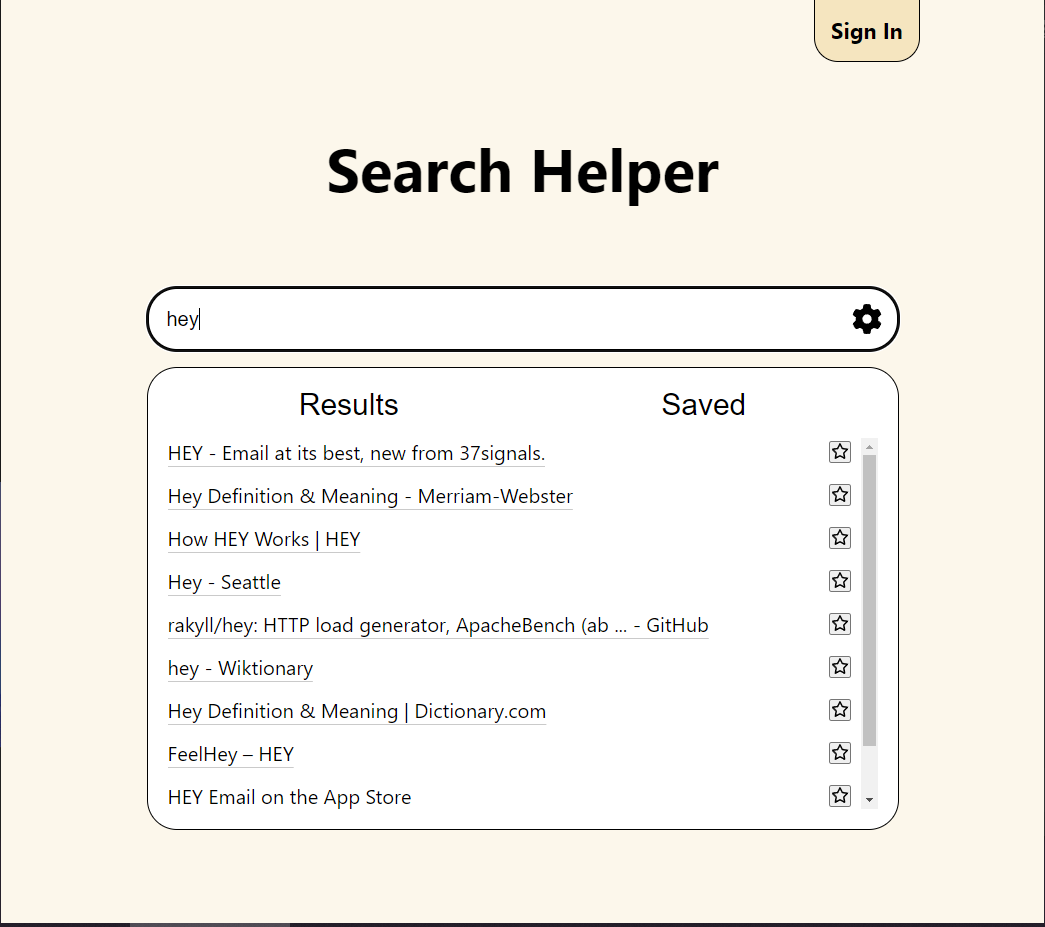 Sign In
Search Helper
hey
Results Saved
HEY - Email at its best, new from 37signals.
Hey Definition & Meaning - Merriam-Webster
How HEY Works | HEY
Hey - Seattle
rakyll/hey: HTTP load generator, ApacheBench (ab ... - GitHub
hey - Wiktionary
Hey Definition & Meaning | Dictionary.com
FeelHey – HEY
HEY Email on the App Store